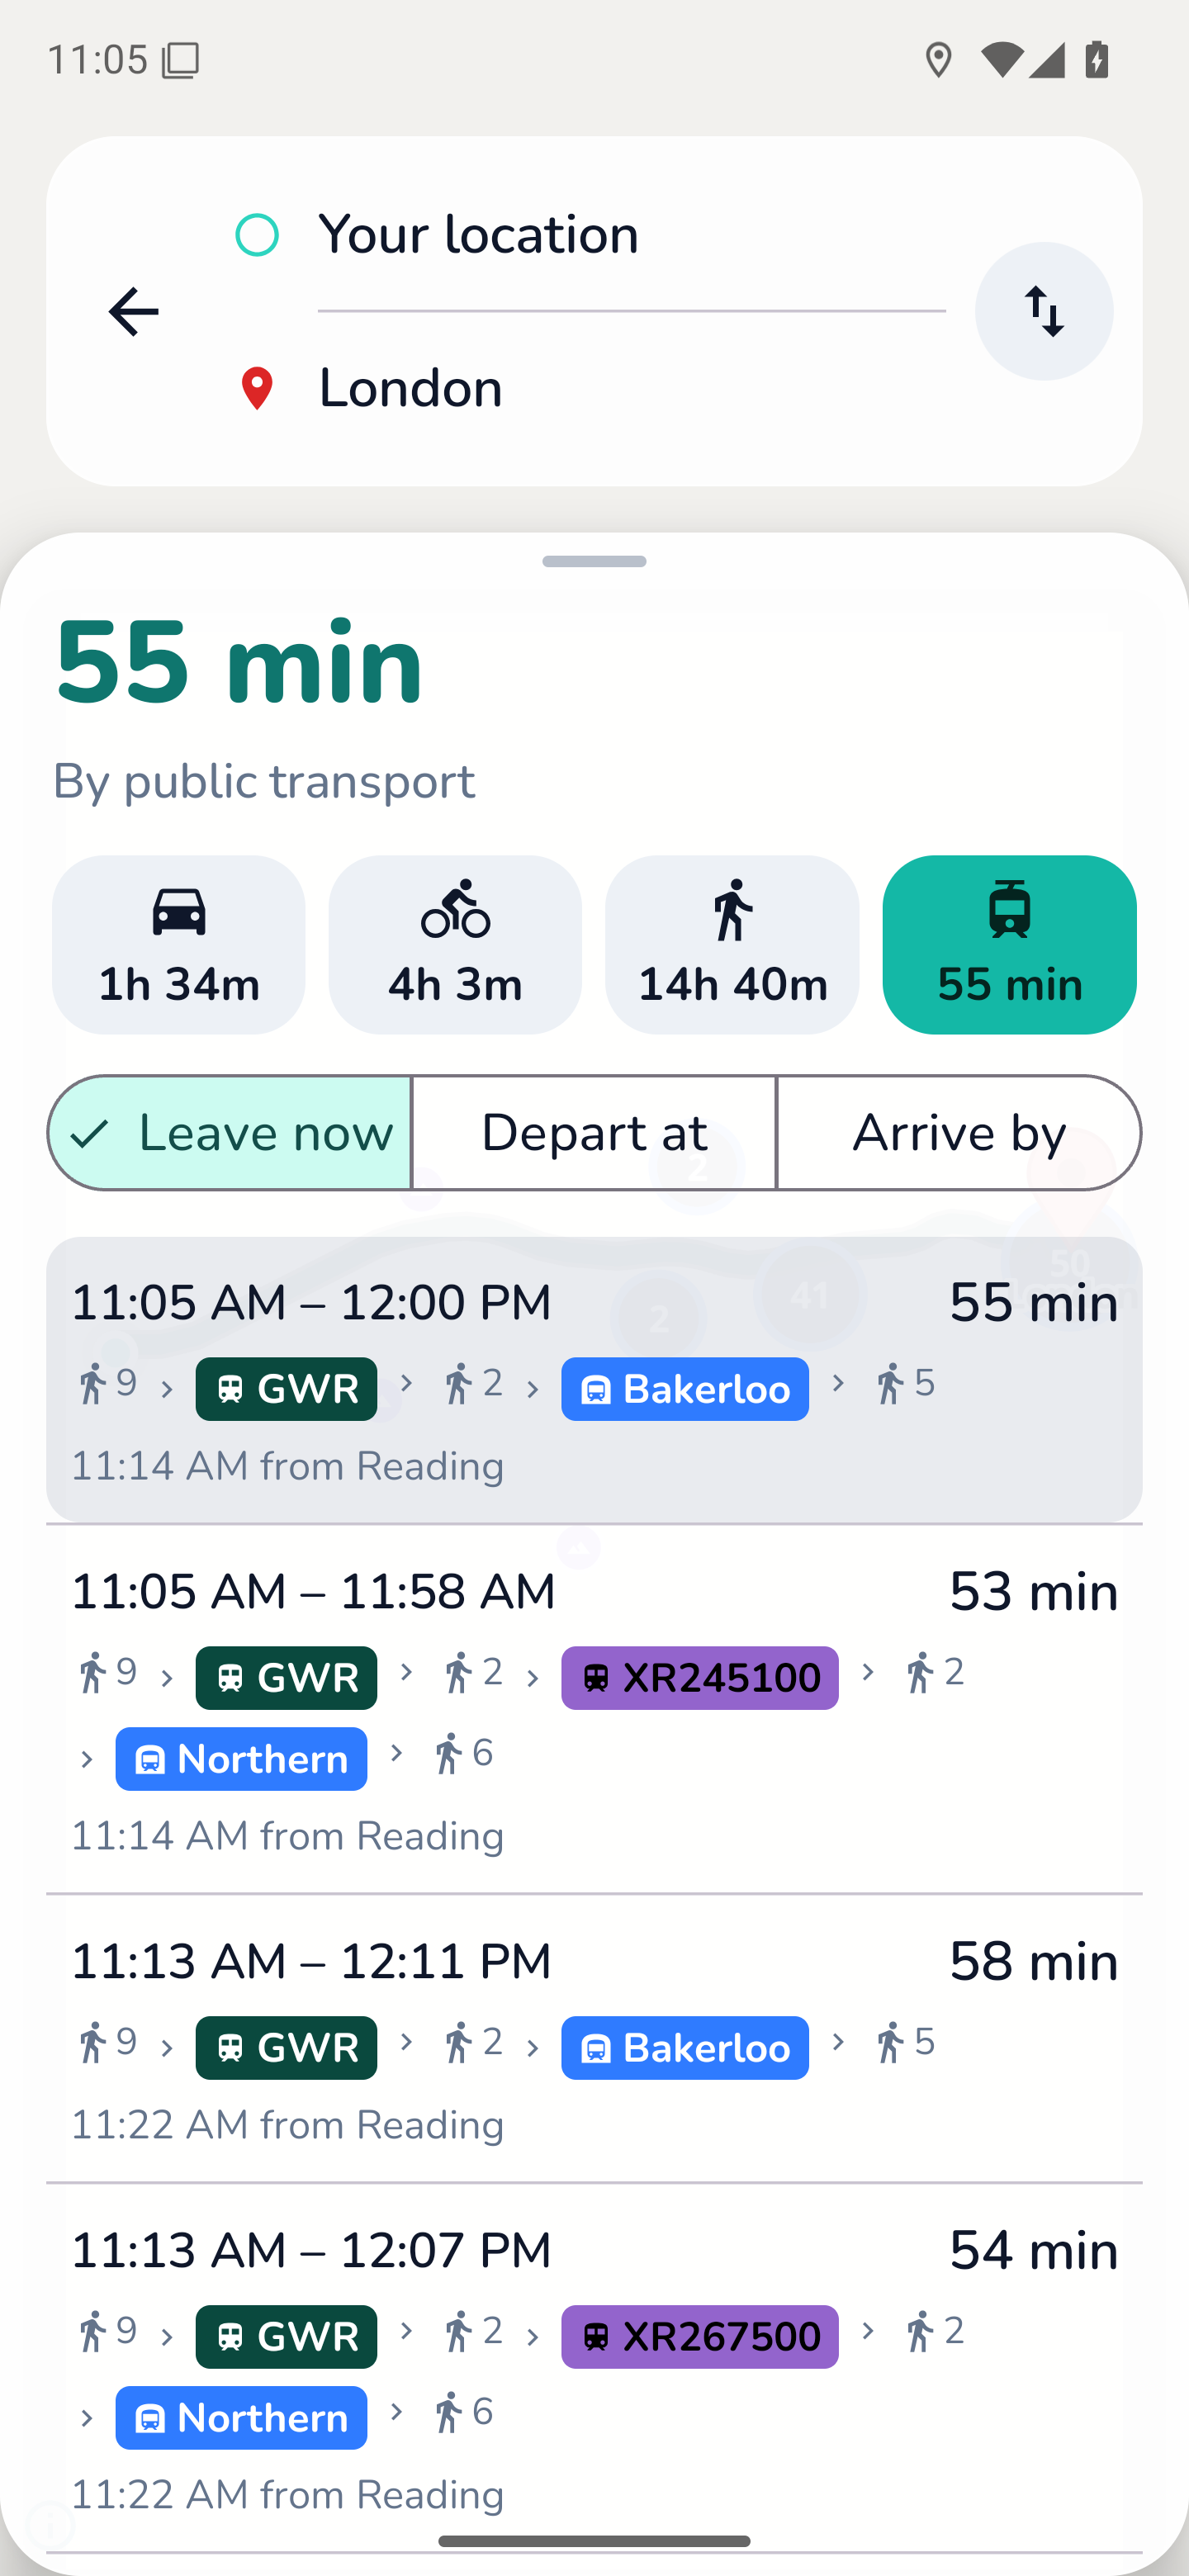 11:05
Your location
London
55 min
By public transport
1h 34m
4h 3m
14h 40m
55 min
Leave now
Depart at
Arrive by
11:05 AM – 12:00 PM
55 min
9 > GWR > 2 > Bakerloo > 5
11:14 AM from Reading
11:05 AM – 11:58 AM
53 min
9 > GWR > 2 > XR245100 > 2
> Northern > 6
11:14 AM from Reading
11:13 AM – 12:11 PM
58 min
9 > GWR > 2 > Bakerloo > 5
11:22 AM from Reading
11:13 AM – 12:07 PM
54 min
9 > GWR > 2 > XR267500 > 2
> Northern > 6
11:22 AM from Reading
2
50
41
2